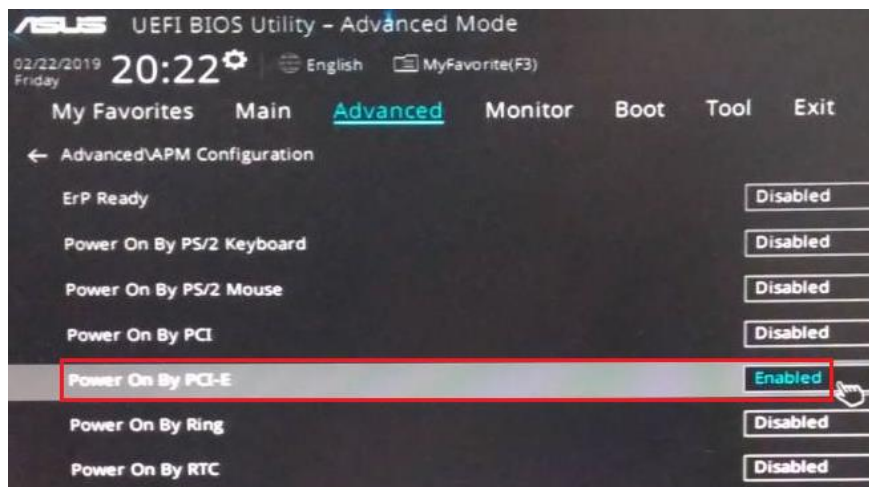 ASUS UEFI BIOS Utility – Advanced Mode
02/22/2019
Friday
20:22 English MyFavorite(F3)
My Favorites Main Advanced Monitor Boot Tool Exit
← Advanced\APM Configuration
ErP Ready Disabled
Power On By PS/2 Keyboard Disabled
Power On By PS/2 Mouse Disabled
Power On By PCI Disabled
Power On By PCI-E Enabled
Power On By Ring Disabled
Power On By RTC Disabled